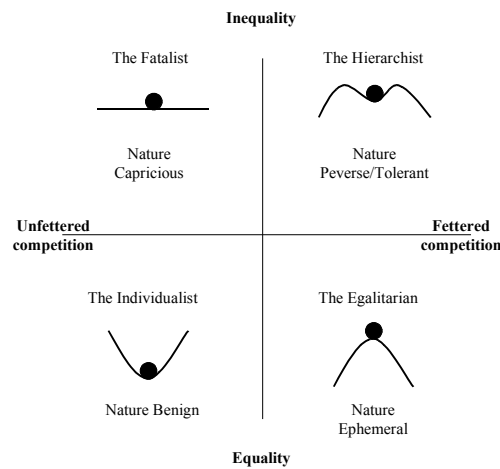 Inequality
The Fatalist
The Hierarchist
Nature
Capricious
Nature
Peverse/Tolerant
Unfettered
competition
Fettered
competition
The Individualist
The Egalitarian
Nature Benign
Nature
Ephemeral
Equality